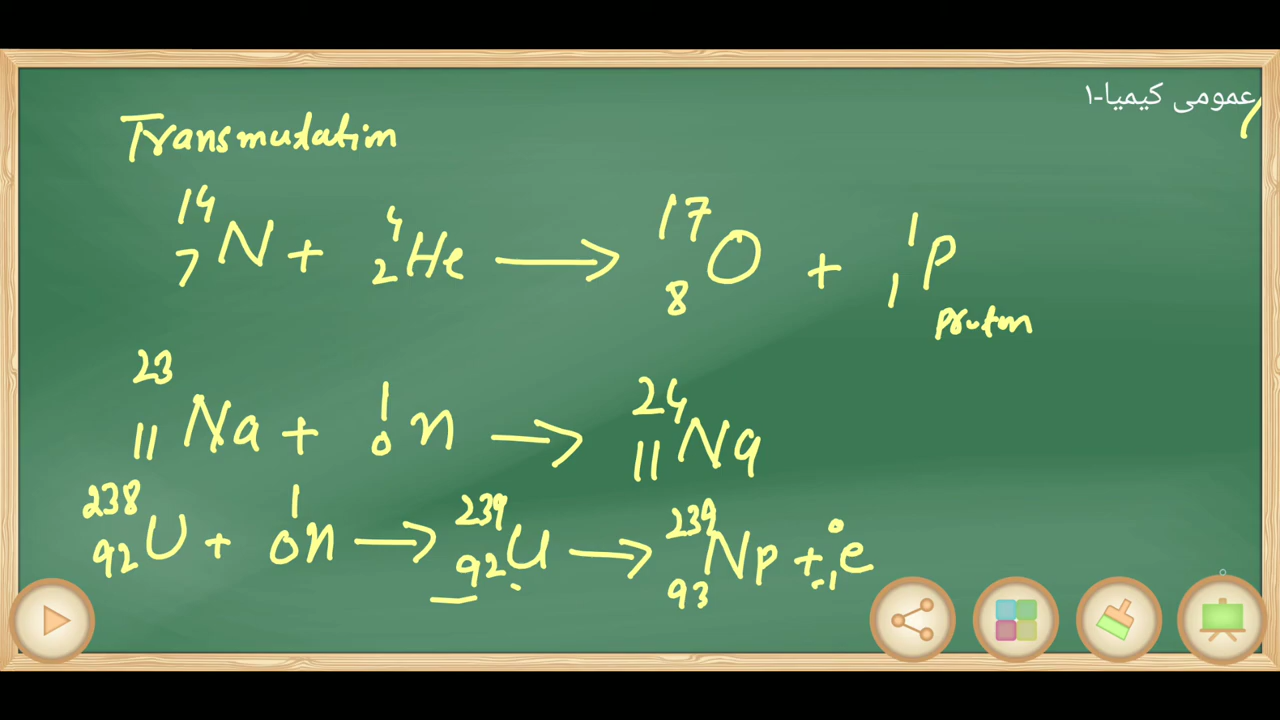 عمومی کیمیا-۱
Transmutation
¹⁴₇N + ⁴₂He → ¹⁷₈O + ¹₁P
proton
²³₁₁Na + ¹₀n → ²⁴₁₁Na
²³⁸₉₂U + ¹₀n → ²³⁹₉₂U → ²³⁹₉₃Np + ⁰₋₁e